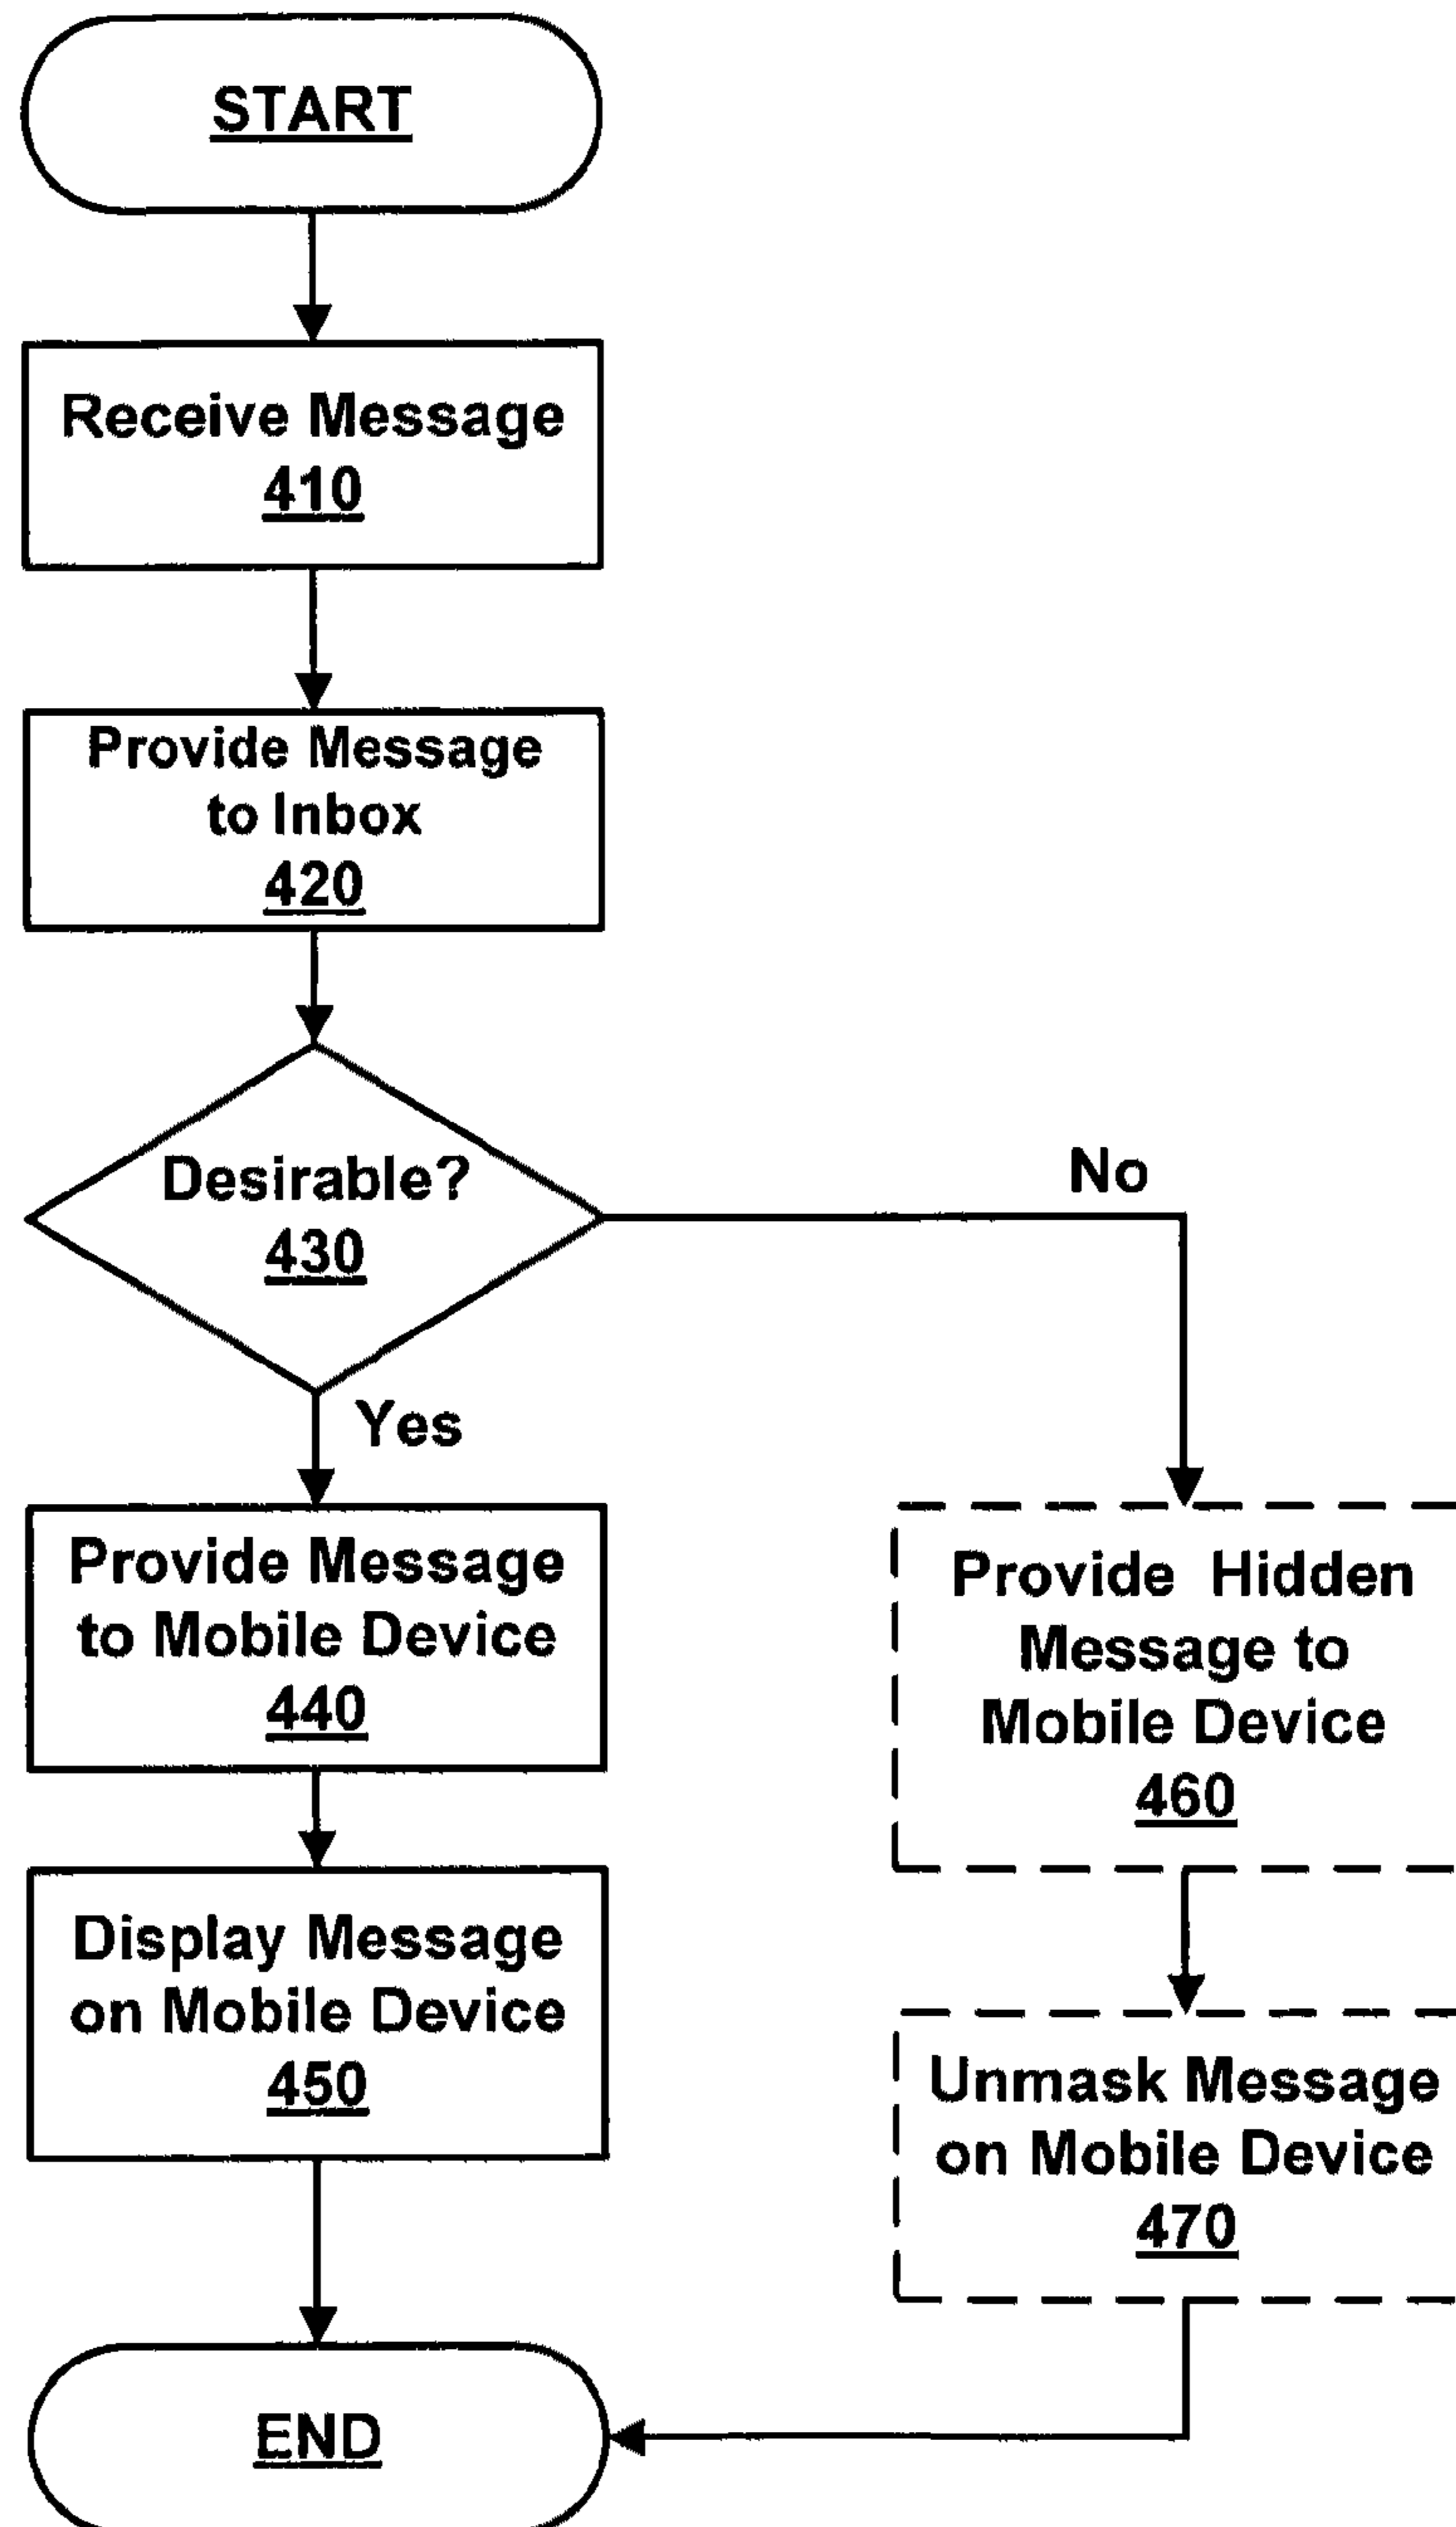 START
Receive Message
410
Provide Message
to Inbox
420
Desirable?
430
No
Yes
Provide Message
to Mobile Device
440
Provide Hidden
Message to
Mobile Device
460
Display Message
on Mobile Device
450
Unmask Message
on Mobile Device
470
END